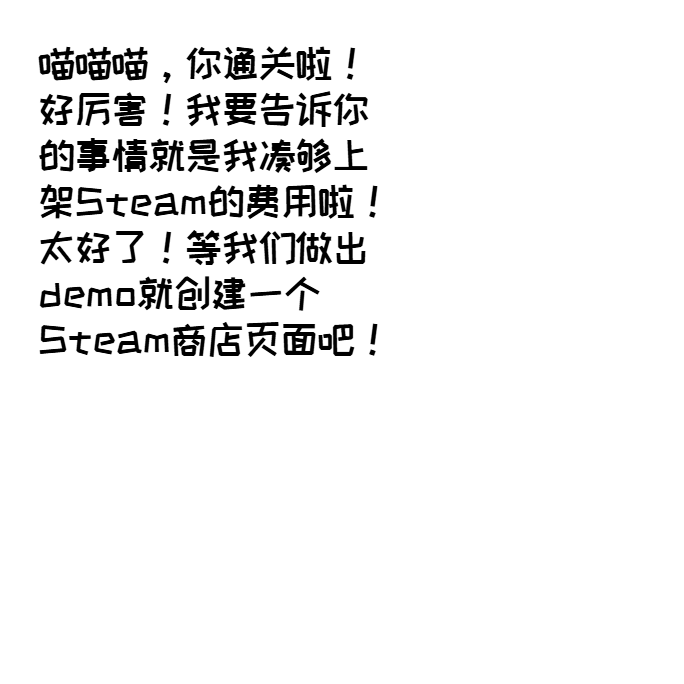 喵喵喵，你通关啦！
好厉害！我要告诉你
的事情就是我凑够上
架Steam的费用啦！
太好了！等我们做出
demo就创建一个
Steam商店页面吧！